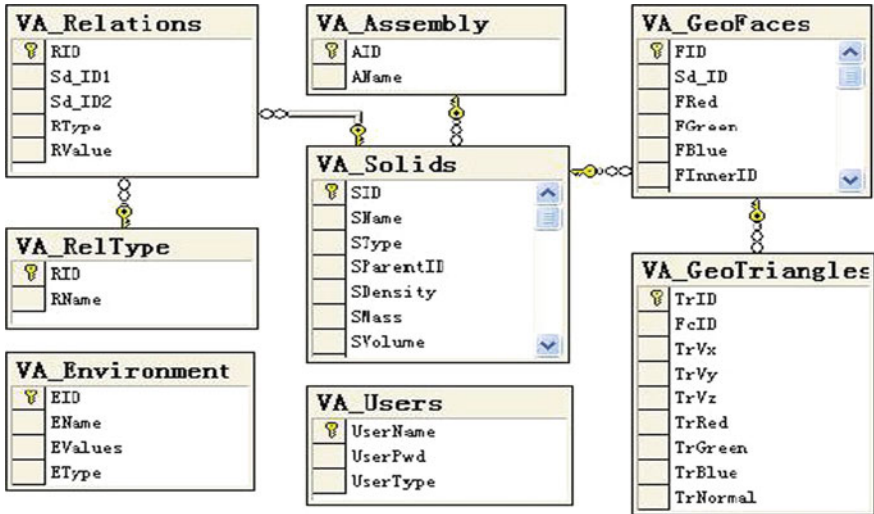 VA_Relations
RID
Sd_ID1
Sd_ID2
RType
RValue
VA_Assembly
AID
AName
VA_GeoFaces
FID
Sd_ID
FRed
FGreen
FBlue
FInnerID
VA_Solids
SID
SName
SType
SParentID
SDensity
SMass
SVolume
VA_RelType
RID
RName
VA_GeoTriangles
TrID
FcID
TrVx
TrVy
TrVz
TrRed
TrGreen
TrBlue
TrNormal
VA_Environment
EID
EName
EValues
EType
VA_Users
UserName
UserPwd
UserType